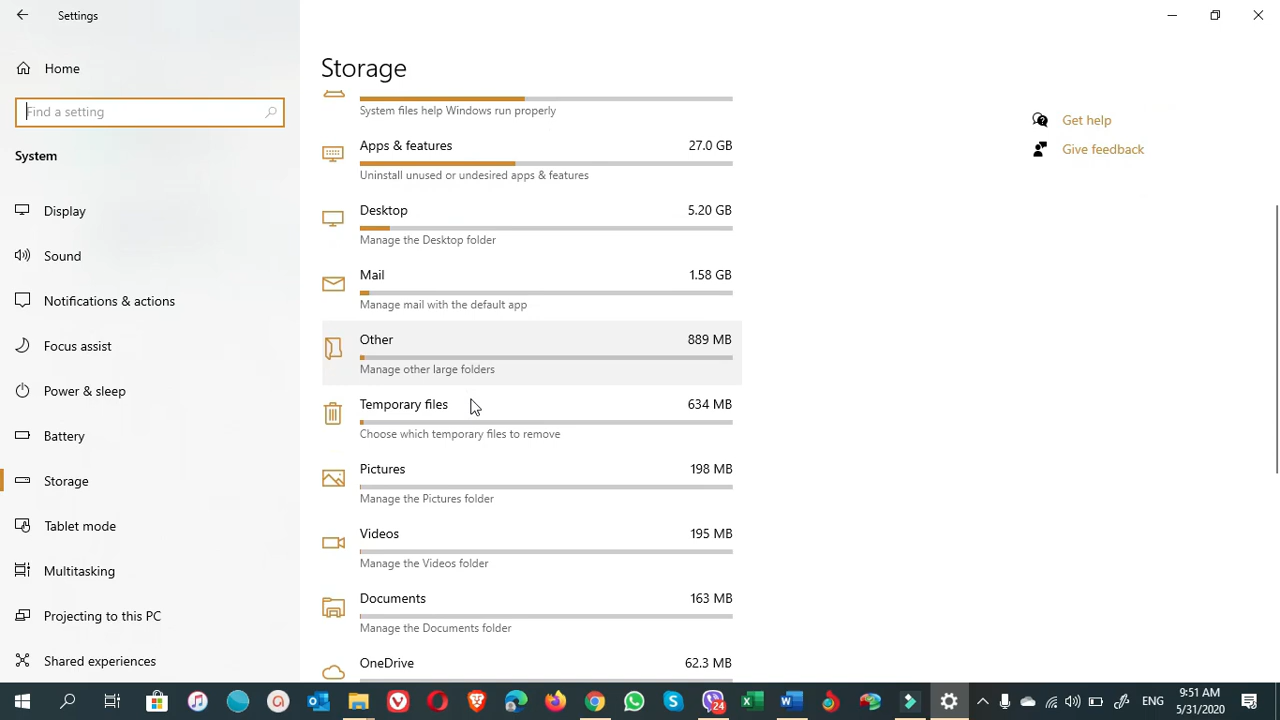 Settings
Home
Find a setting
System
Display
Sound
Notifications & actions
Focus assist
Power & sleep
Battery
Storage
Tablet mode
Multitasking
Projecting to this PC
Shared experiences
Storage
System files help Windows run properly
Apps & features 27.0 GB
Uninstall unused or undesired apps & features
Desktop 5.20 GB
Manage the Desktop folder
Mail 1.58 GB
Manage mail with the default app
Other 889 MB
Manage other large folders
Temporary files 634 MB
Choose which temporary files to remove
Pictures 198 MB
Manage the Pictures folder
Videos 195 MB
Manage the Videos folder
Documents 163 MB
Manage the Documents folder
OneDrive 62.3 MB
Get help
Give feedback
24
ENG
9:51 AM
5/31/2020